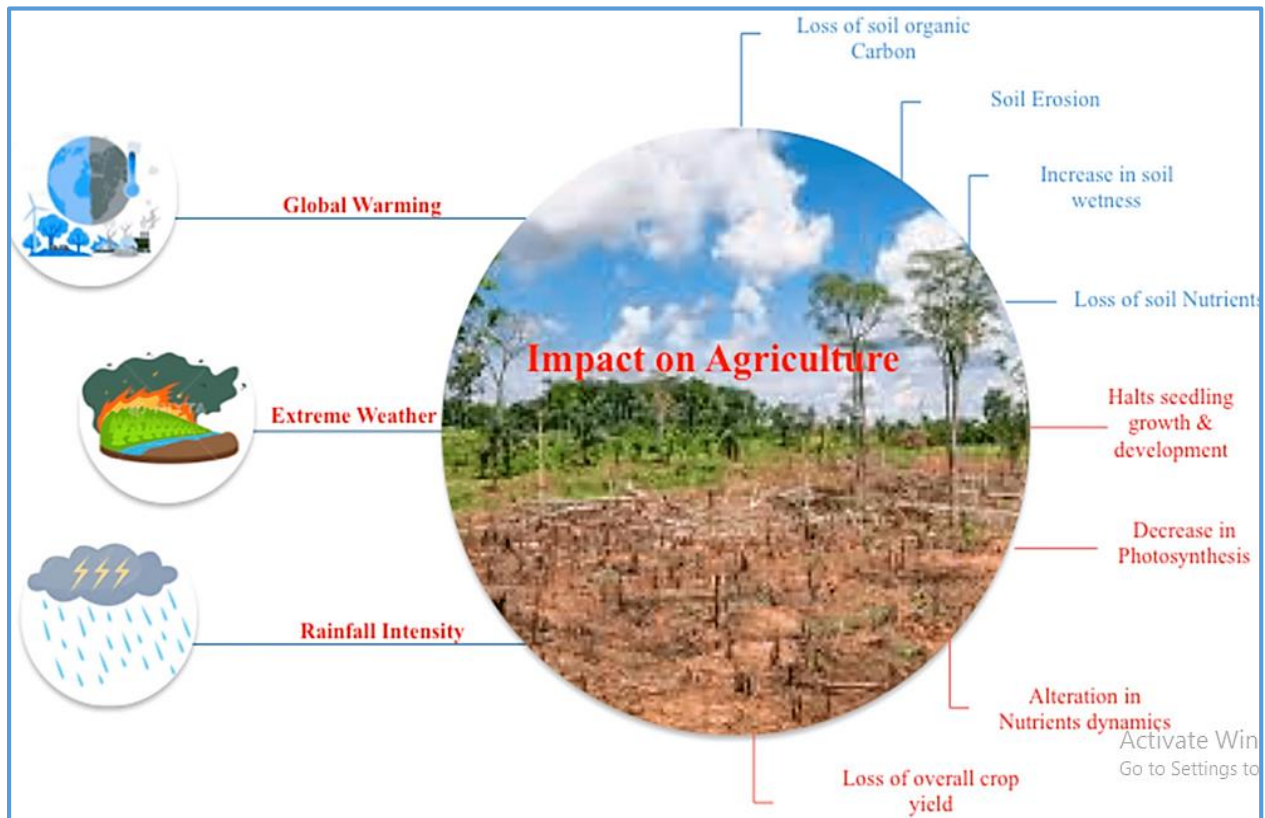 Loss of soil organic
Carbon
Soil Erosion
Increase in soil
wetness
Global Warming
Loss of soil Nutrients
Impact on Agriculture
Halts seedling
growth &
development
Extreme Weather
Decrease in
Photosynthesis
Rainfall Intensity
Alteration in
Nutrients dynamics
Activate Win
Go to Settings to
Loss of overall crop
yield